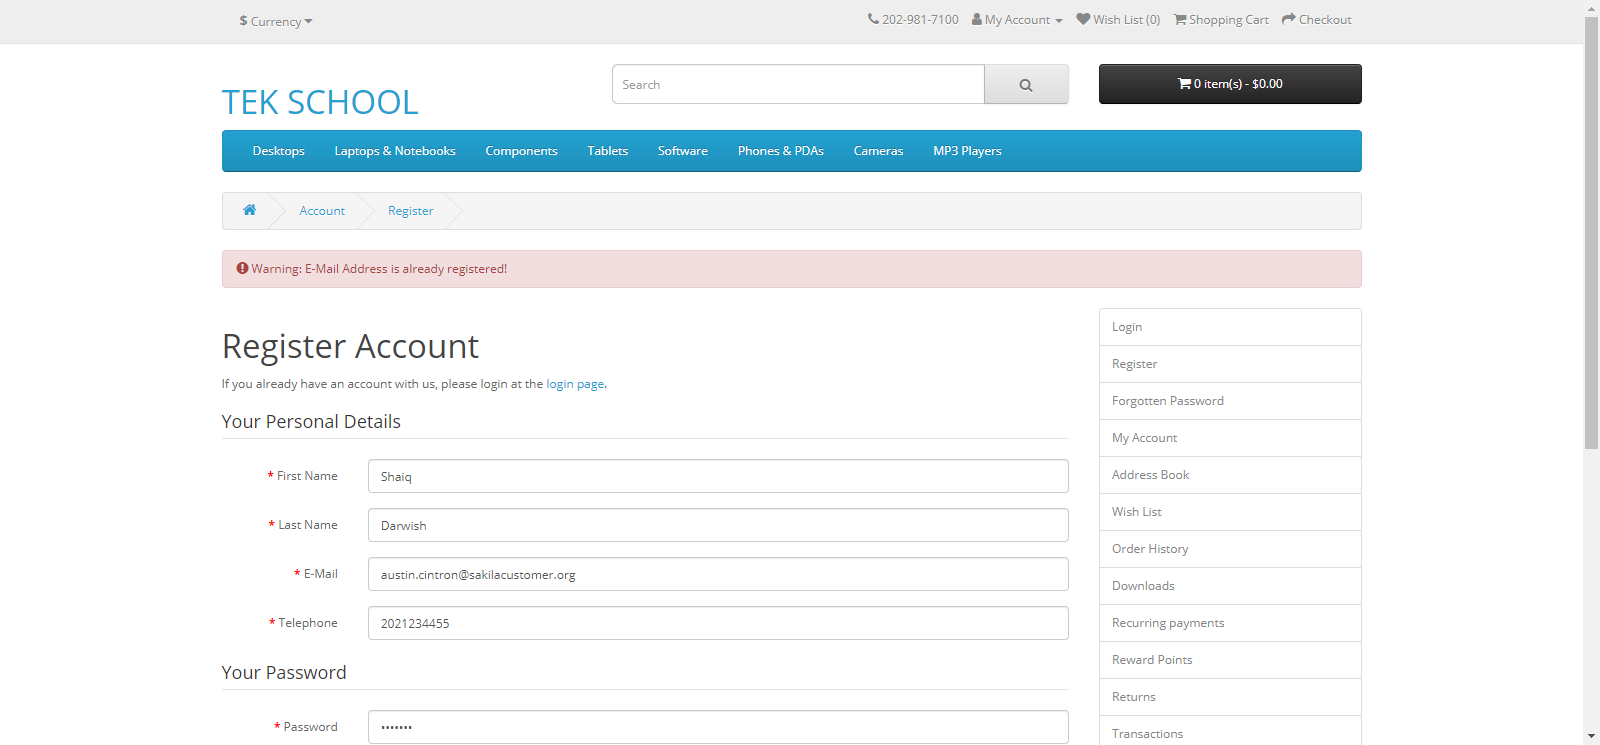 $ Currency
202-981-7100 My Account Wish List (0) Shopping Cart Checkout
TEK SCHOOL
Search
0 item(s) - $0.00
Desktops Laptops & Notebooks Components Tablets Software Phones & PDAs Cameras MP3 Players
Account Register
Warning: E-Mail Address is already registered!
Register Account
If you already have an account with us, please login at the login page.
Your Personal Details
* First Name Shaiq
* Last Name Darwish
* E-Mail austin.cintron@sakilacustomer.org
* Telephone 2021234455
Your Password
* Password •••••••
Login
Register
Forgotten Password
My Account
Address Book
Wish List
Order History
Downloads
Recurring payments
Reward Points
Returns
Transactions